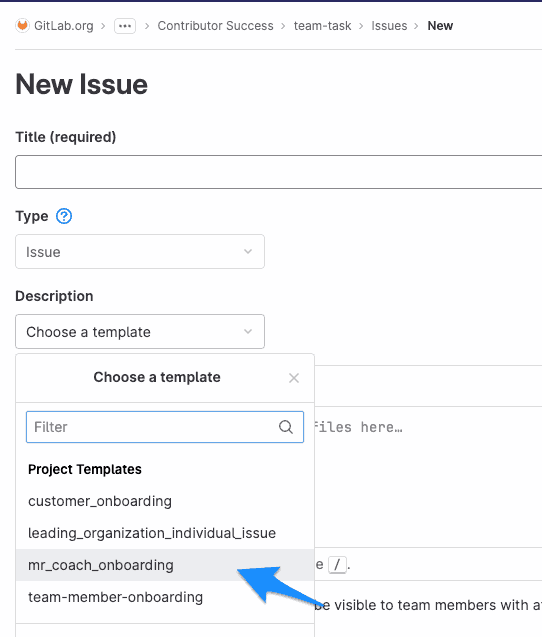 GitLab.org > ... > Contributor Success > team-task > Issues > New
New Issue
Title (required)
Type ?
Issue
Description
Choose a template
Choose a template ×
Filter
files here…
Project Templates
customer_onboarding
leading_organization_individual_issue
mr_coach_onboarding
/ .
team-member-onboarding
be visible to team members with